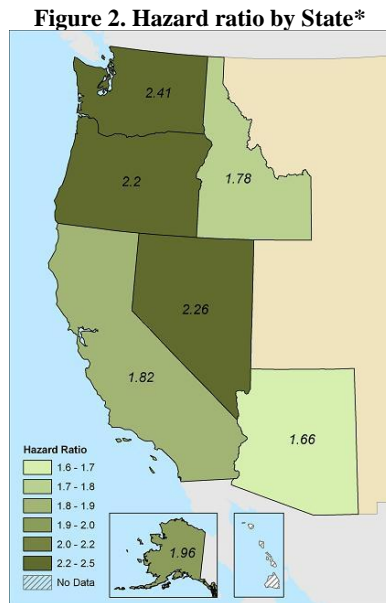 Figure 2. Hazard ratio by State*
2.41
2.2
1.78
2.26
1.82
1.66
Hazard Ratio
1.6 - 1.7
1.7 - 1.8
1.8 - 1.9
1.9 - 2.0
2.0 - 2.2
2.2 - 2.5
No Data
1.96